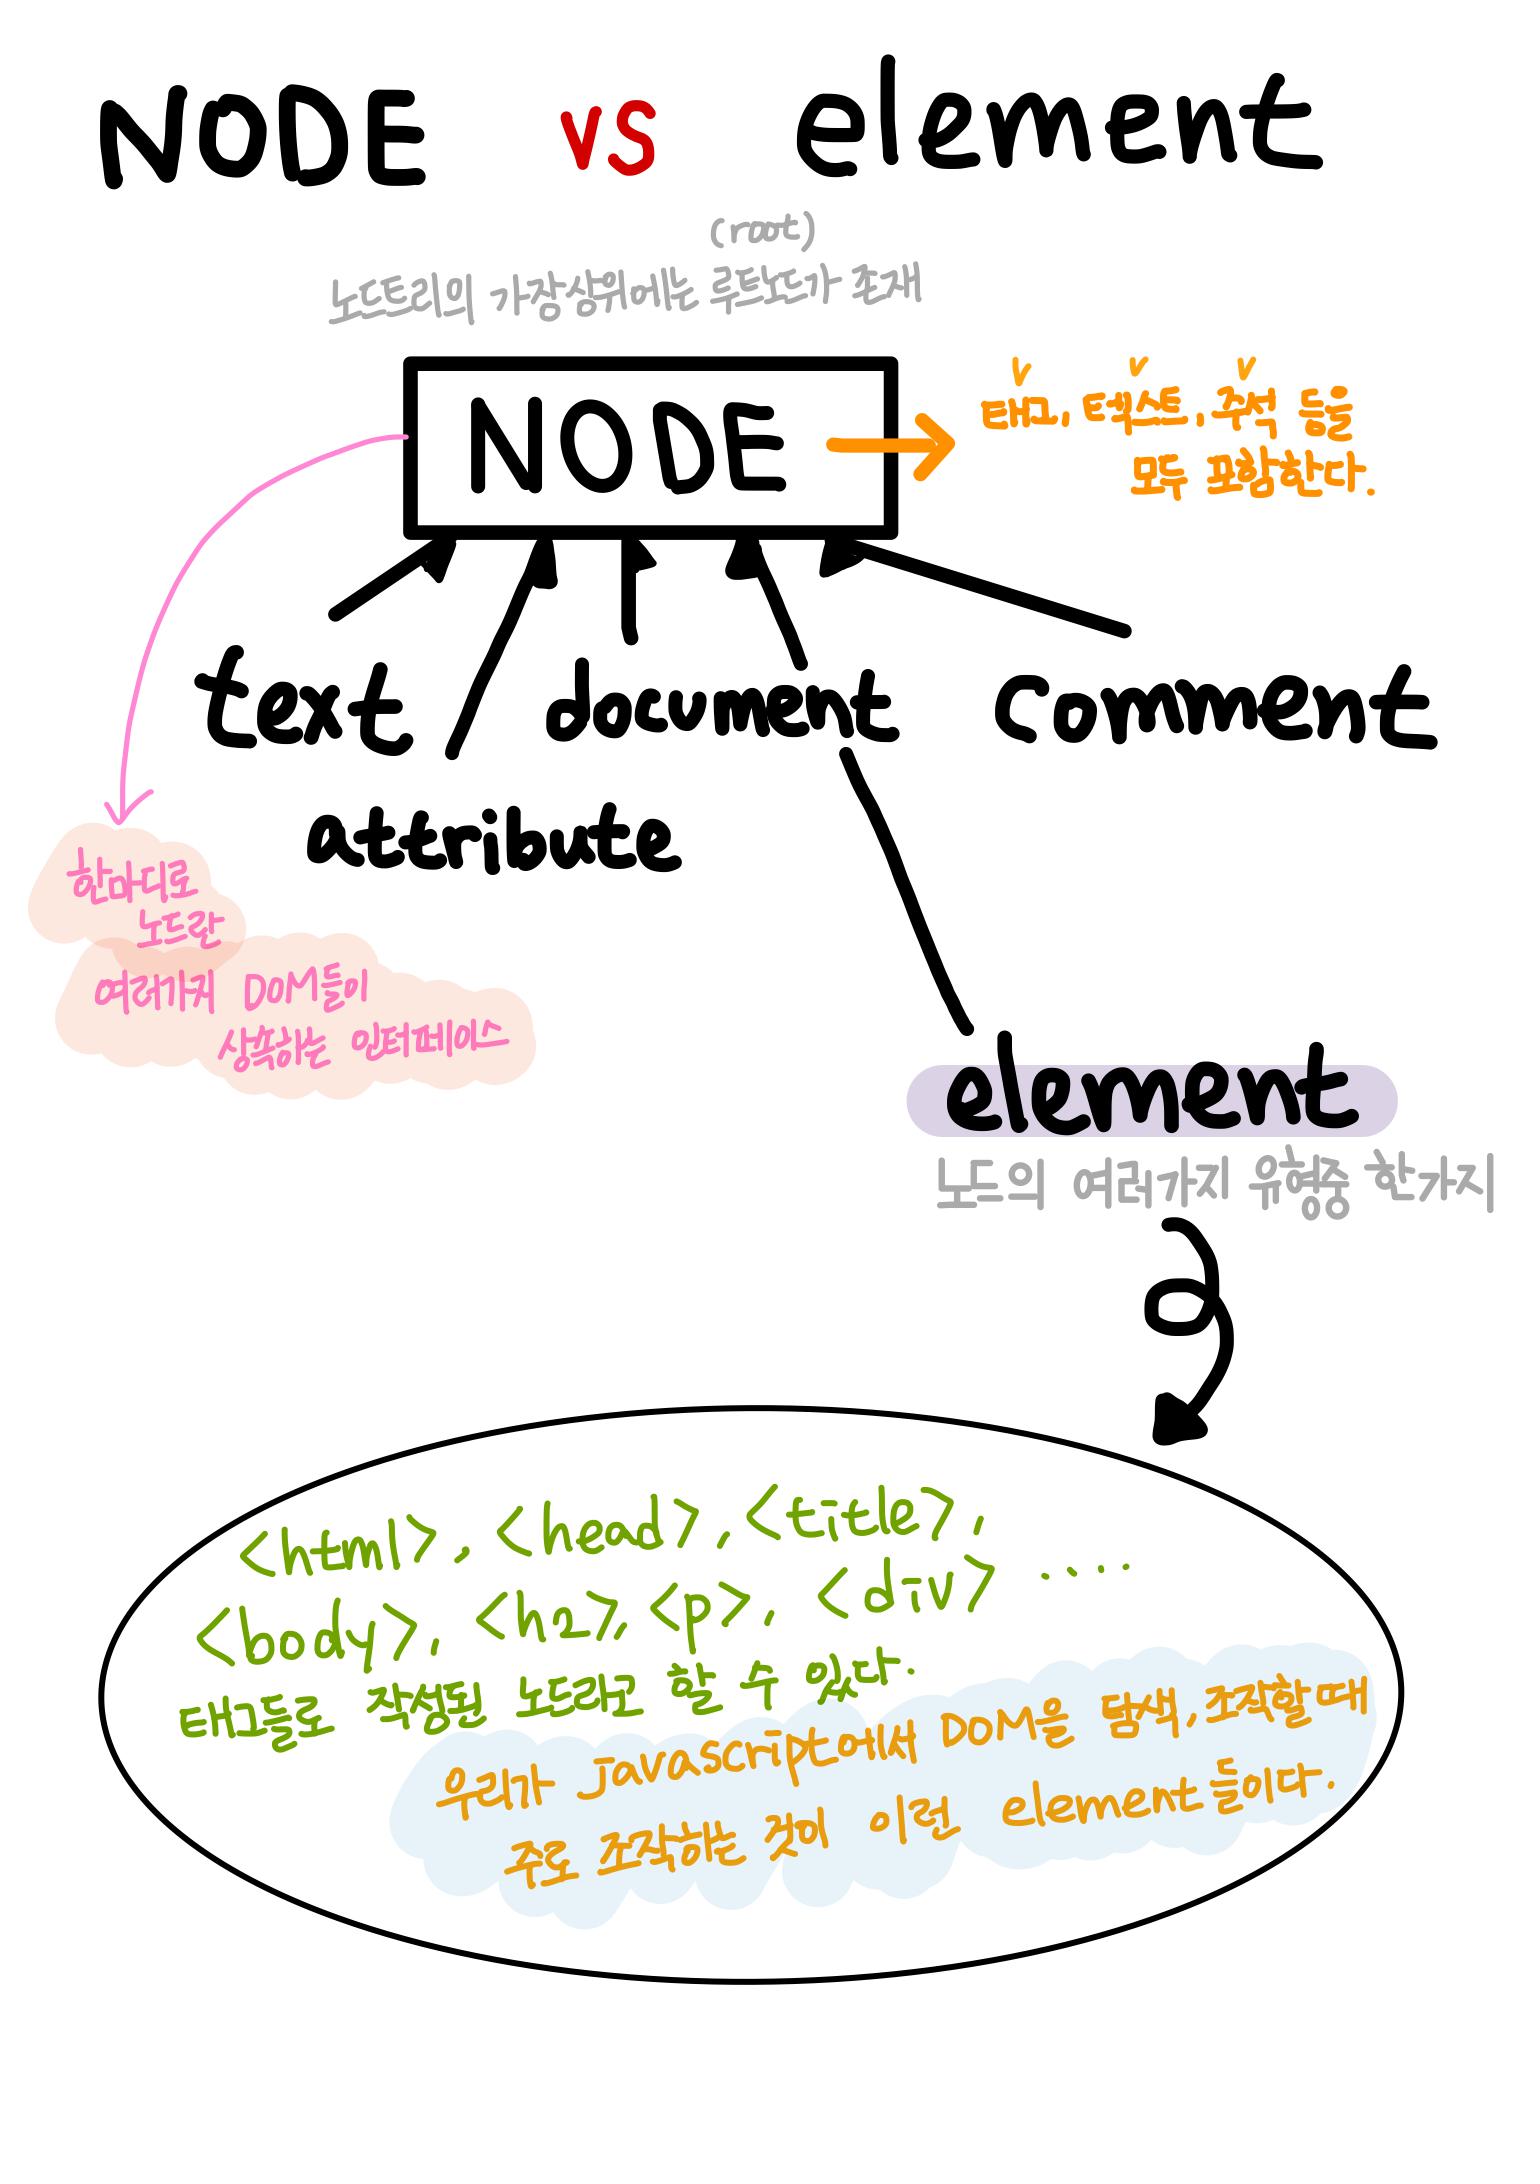 NODE vs element
(root)
노드트리의 가장상위에는 루트노드가 존재
NODE
태그, 텍스트, 주석 등을
모두 포함한다.
text
document
comment
attribute
한마디로
노드란
여러가지 DOM들이
상속하는 인터페이스
element
노드의 여러가지 유형중 한가지
<html>, <head>, <title>,
<body>, <h2>, <p>, <div> ....
태그들로 작성된 노드라고 할 수 있다.
우리가 javascript에서 DOM을 탐색, 조작할때
주로 조작하는 것이 이런 element들이다.